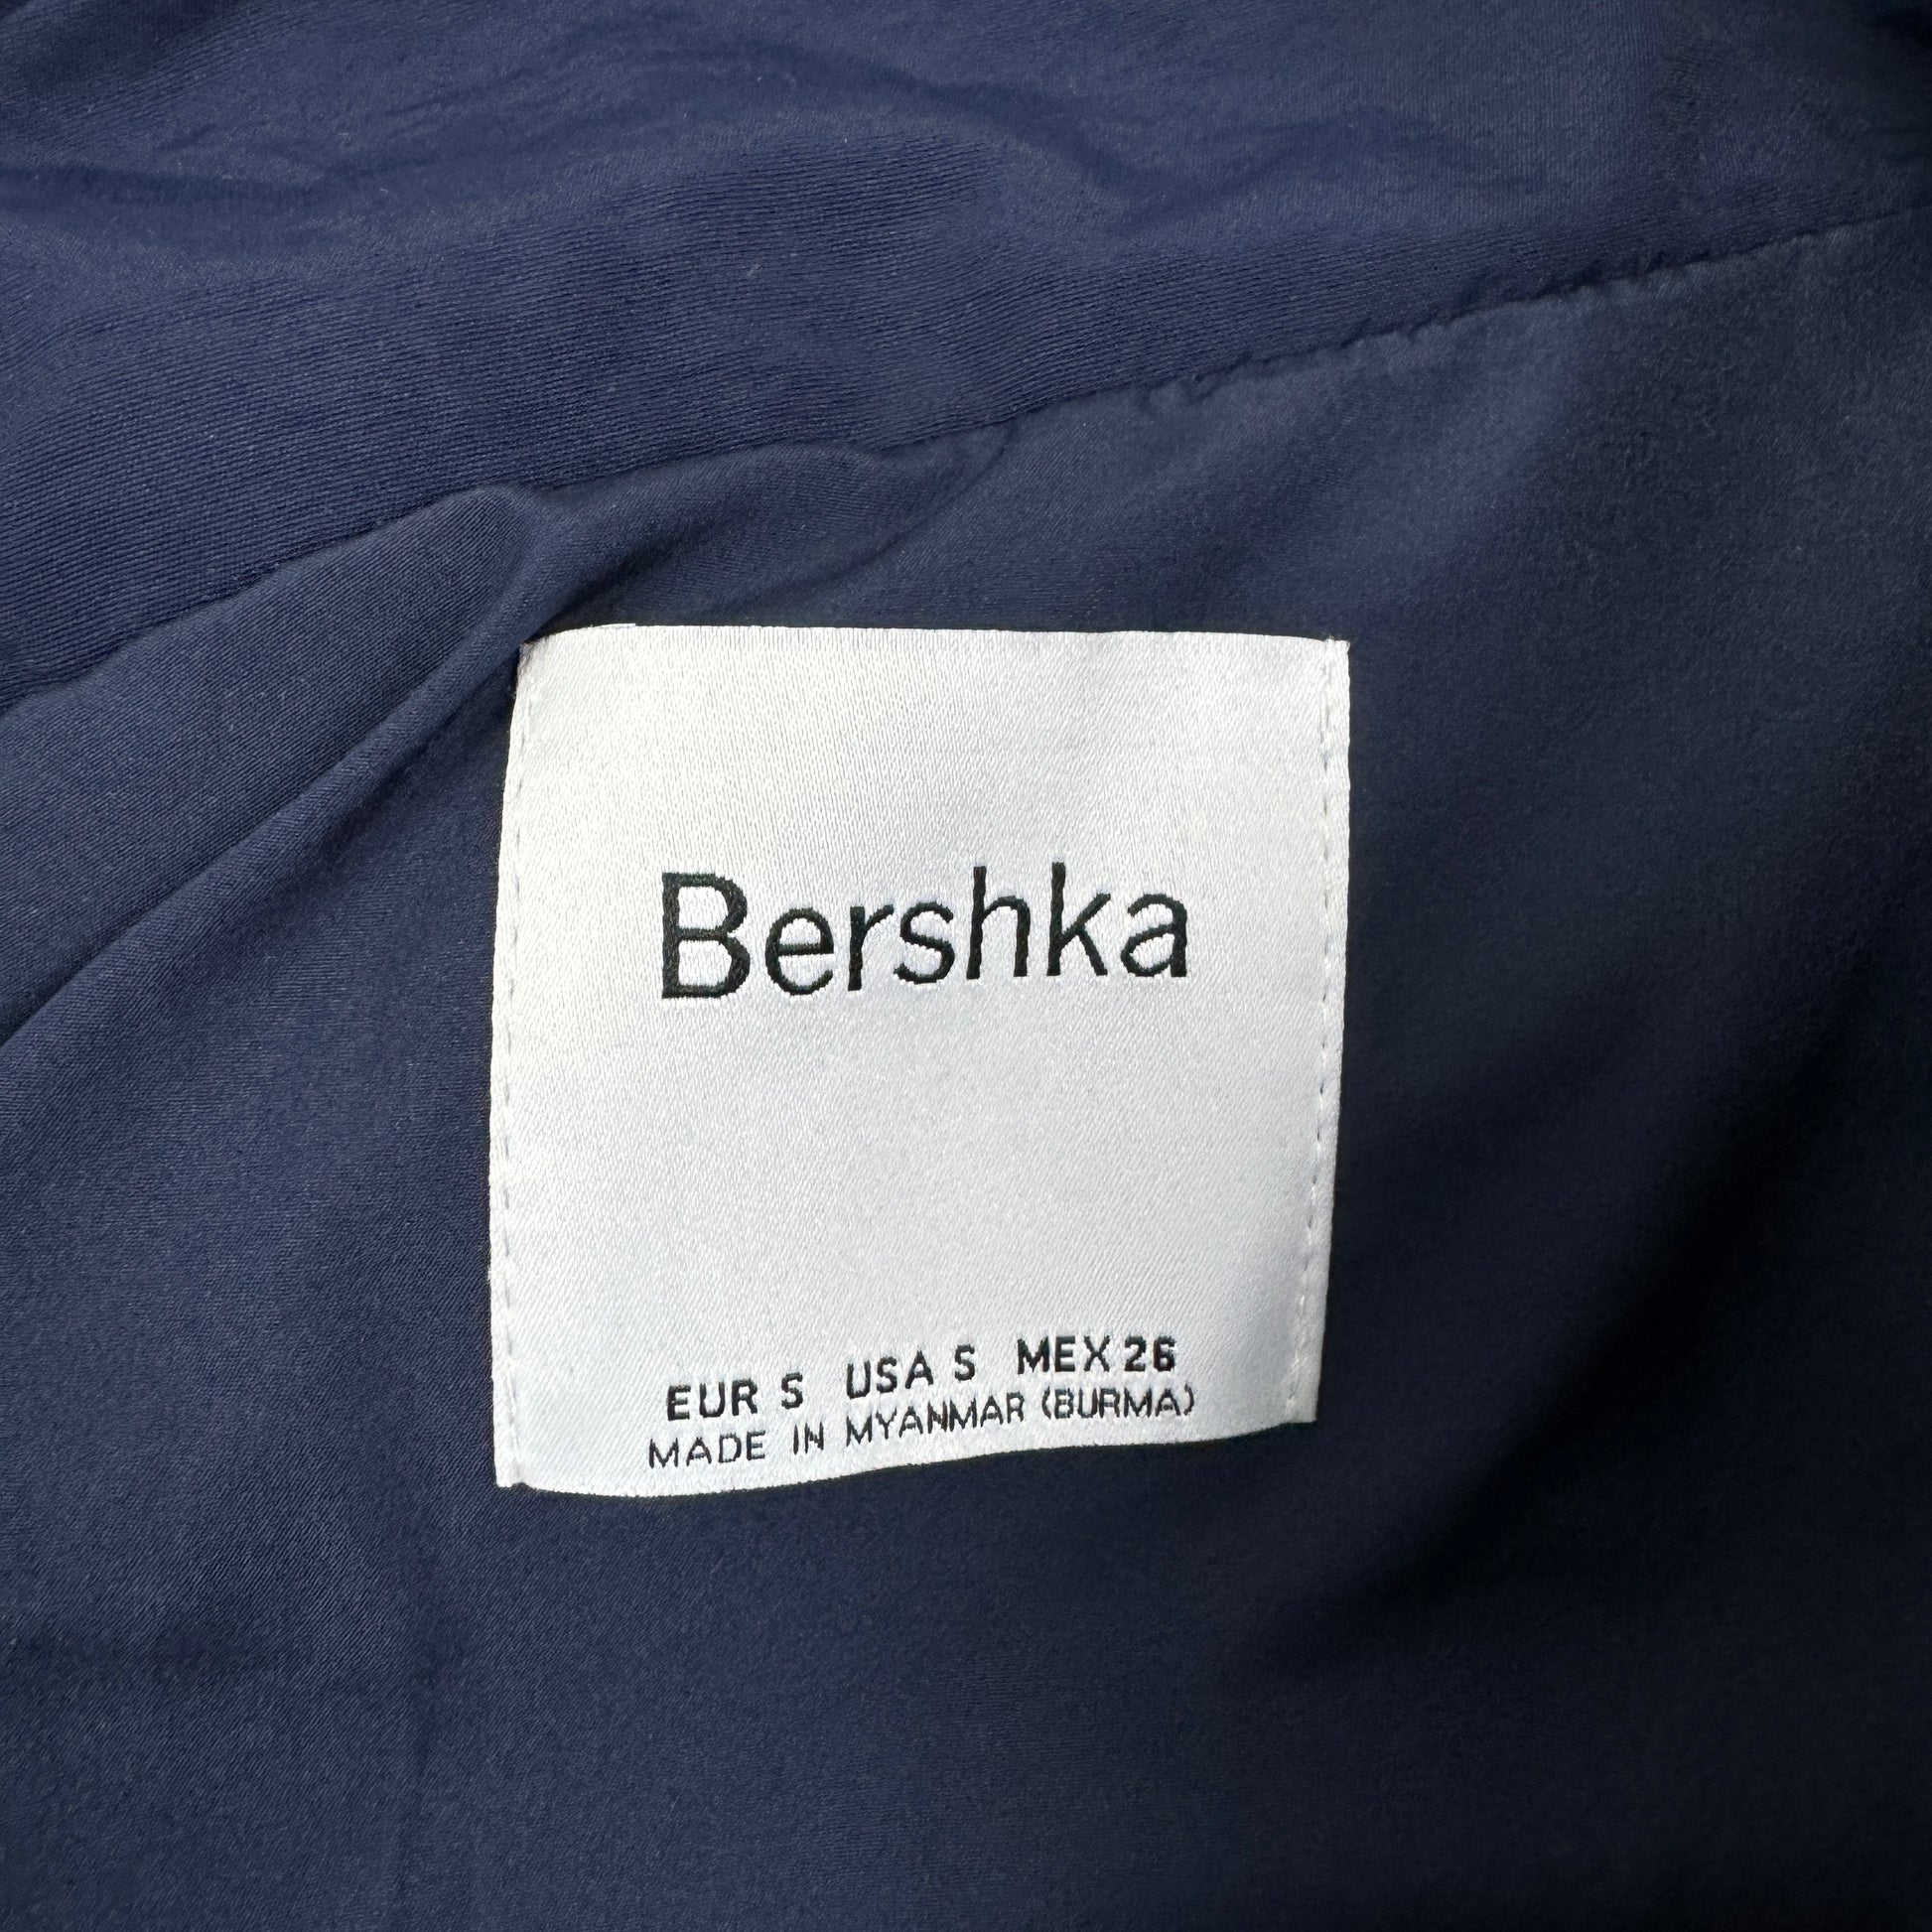 Bershka
EUR S USA S MEX 26
MADE IN MYANMAR (BURMA)